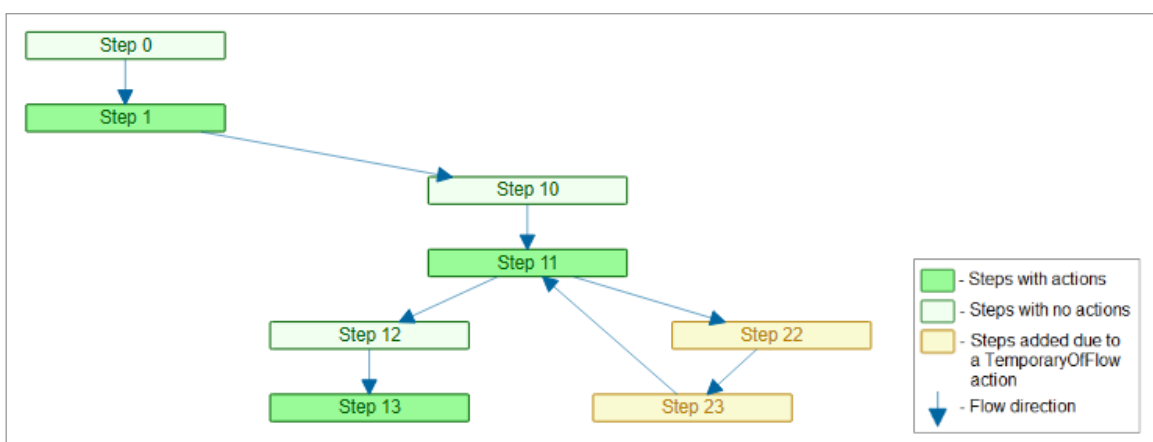 Step 0
Step 1
Step 10
Step 11
Step 12
Step 22
Step 13
Step 23
- Steps with actions
- Steps with no actions
- Steps added due to
a TemporaryOfFlow
action
- Flow direction